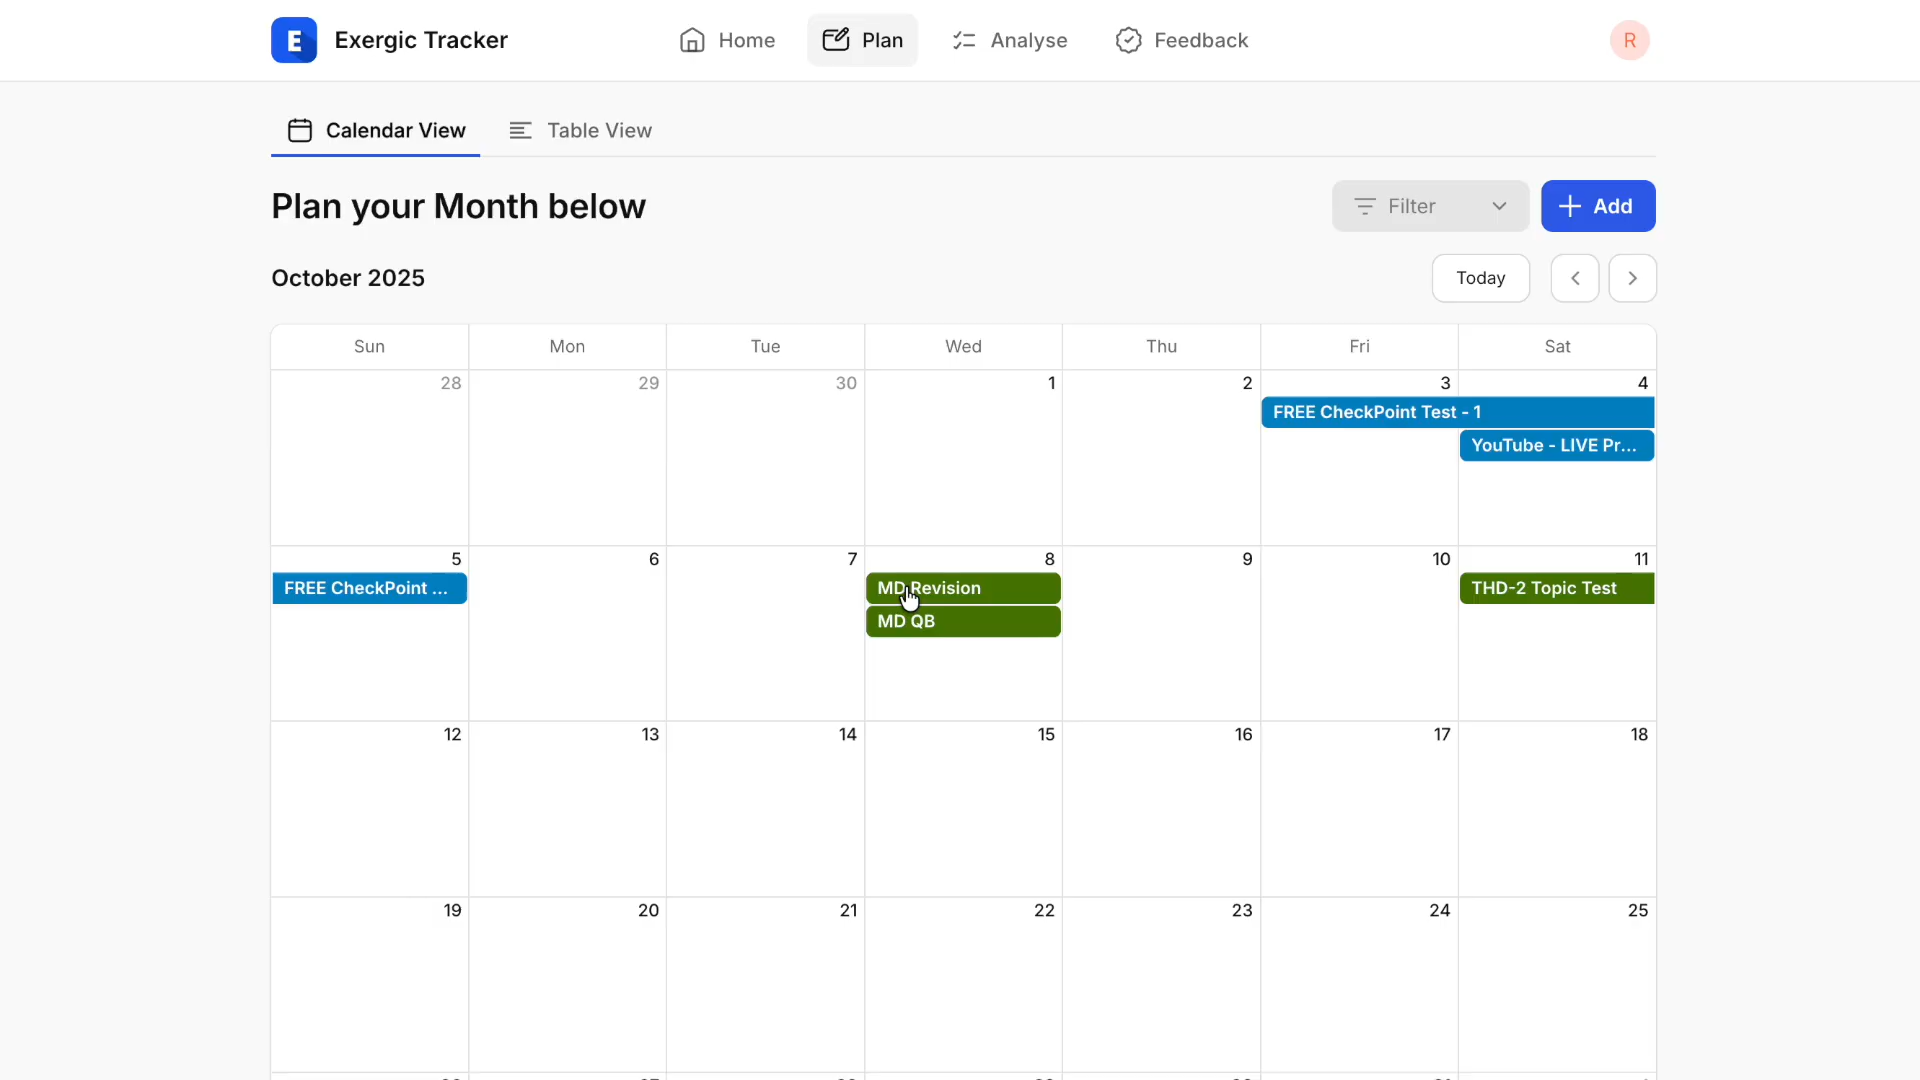 E Exergic Tracker
Home
Plan
Analyse
Feedback
R
Calendar View
Table View
Plan your Month below
Filter
Add
October 2025
Today
Sun Mon Tue Wed Thu Fri Sat
28 29 30 1 2 3 4
FREE CheckPoint Test - 1
YouTube - LIVE Pr...
5 6 7 8 9 10 11
FREE CheckPoint ...
MD Revision
THD-2 Topic Test
MD QB
12 13 14 15 16 17 18
19 20 21 22 23 24 25